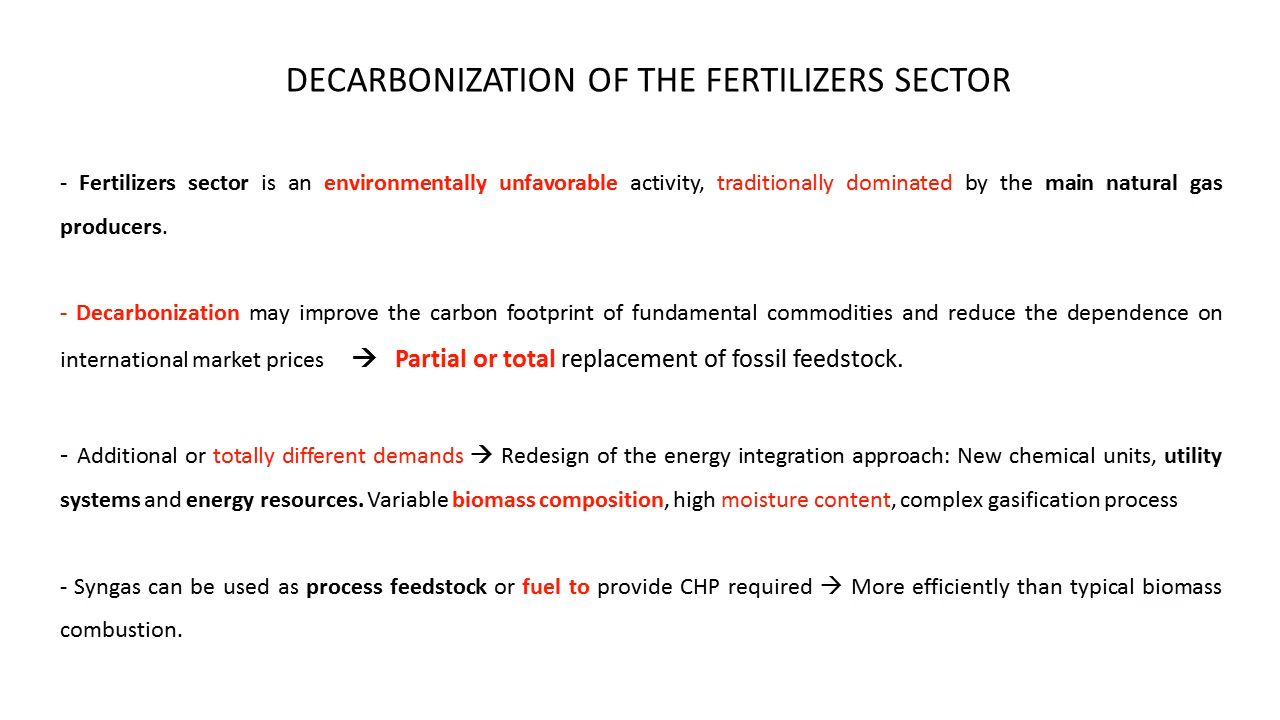 DECARBONIZATION OF THE FERTILIZERS SECTOR
- Fertilizers sector is an environmentally unfavorable activity, traditionally dominated by the main natural gas
producers.
- Decarbonization may improve the carbon footprint of fundamental commodities and reduce the dependence on
international market prices → Partial or total replacement of fossil feedstock.
- Additional or totally different demands → Redesign of the energy integration approach: New chemical units, utility
systems and energy resources. Variable biomass composition, high moisture content, complex gasification process
- Syngas can be used as process feedstock or fuel to provide CHP required → More efficiently than typical biomass
combustion.